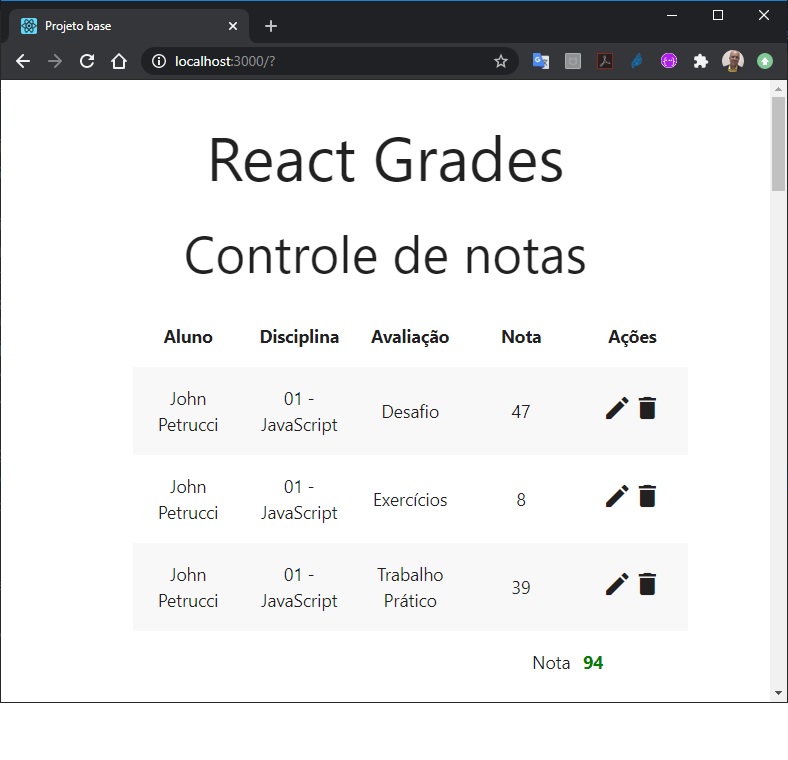 Projeto base
localhost:3000/?
React Grades
Controle de notas
Aluno Disciplina Avaliação Nota Ações
John Petrucci 01 - JavaScript Desafio 47
John Petrucci 01 - JavaScript Exercícios 8
John Petrucci 01 - JavaScript Trabalho Prático 39
Nota 94